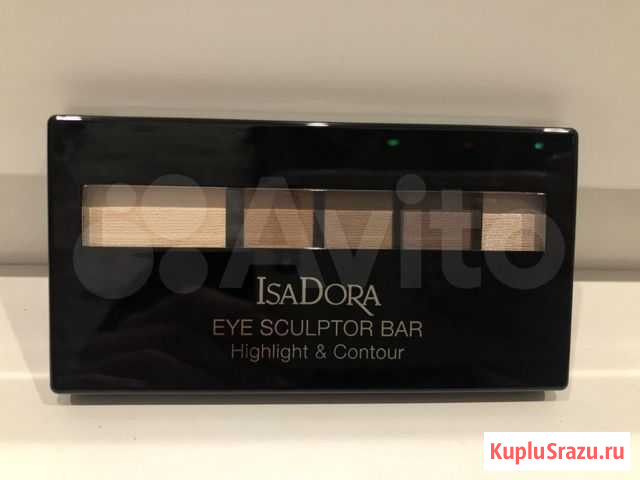 Avito
ISADORA
EYE SCULPTOR BAR
Highlight & Contour
KupluSrazu.ru